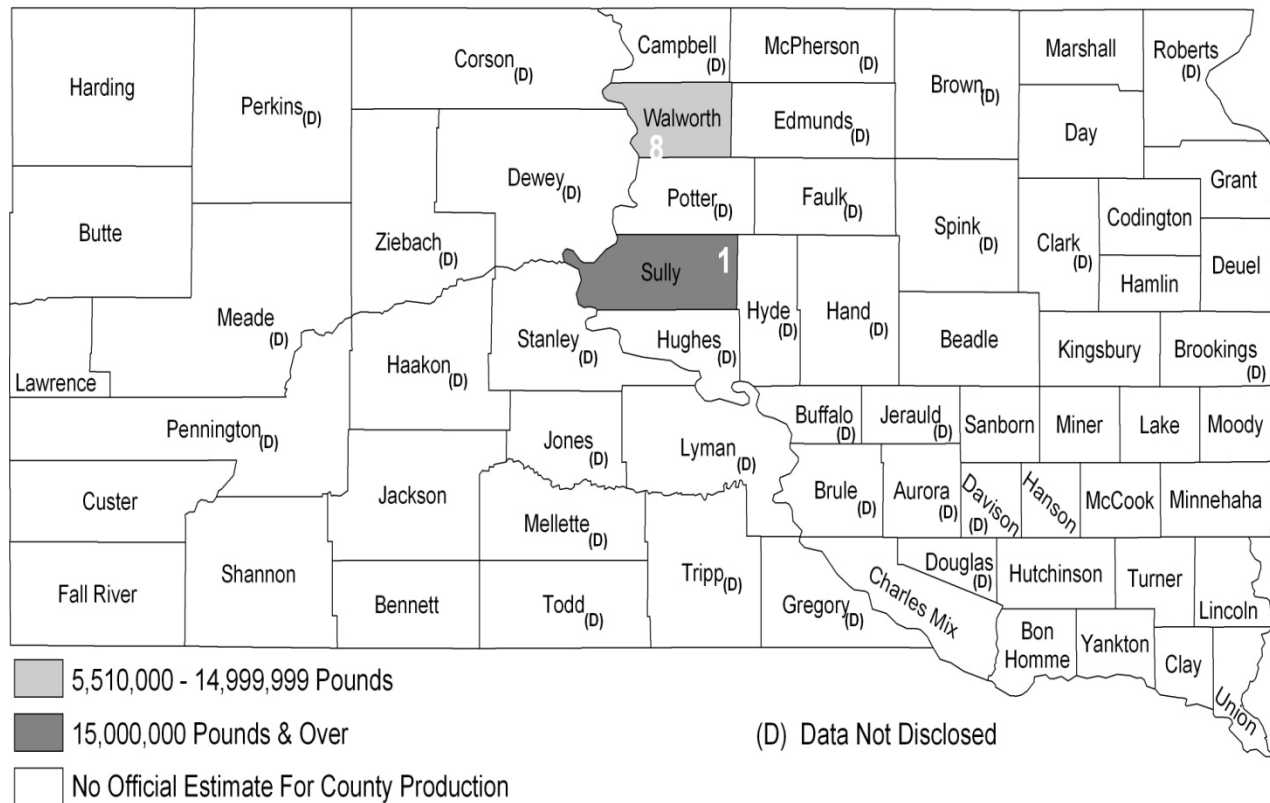 Harding
Perkins (D)
Corson (D)
Campbell (D)
McPherson (D)
Brown (D)
Marshall
Roberts (D)
Walworth
8
Edmunds (D)
Day
Butte
Dewey (D)
Ziebach (D)
Potter (D)
Faulk (D)
Spink (D)
Clark (D)
Codington
Grant
Meade (D)
Sully
1
Hamlin
Deuel
Lawrence
Haakon (D)
Stanley (D)
Hughes (D)
Hyde (D)
Hand (D)
Beadle
Kingsbury
Brookings (D)
Pennington (D)
Jones (D)
Lyman (D)
Buffalo (D)
Jerauld (D)
Sanborn
Miner
Lake
Moody
Custer
Jackson
Mellette (D)
Brule (D)
Aurora (D)
Davison (D)
Hanson
McCook
Minnehaha
Fall River
Shannon
Bennett
Todd (D)
Tripp (D)
Gregory (D)
Charles Mix
Douglas (D)
Hutchinson
Turner
Lincoln
Bon
Homme
Yankton
Clay
Union
5,510,000 - 14,999,999 Pounds
15,000,000 Pounds & Over
(D) Data Not Disclosed
No Official Estimate For County Production